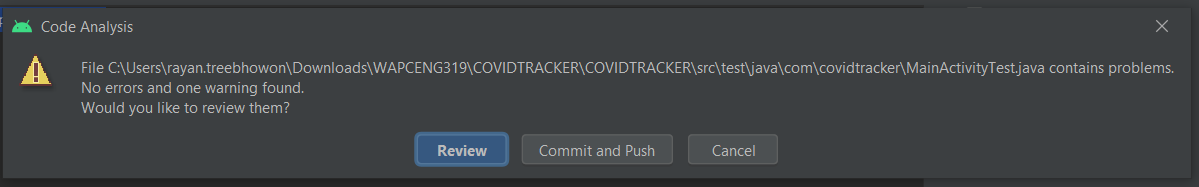 Code Analysis
File C:\Users\rayan.treebhowon\Downloads\WAPCENG319\COVIDTRACKER\COVIDTRACKER\src\test\java\com\covidtracker\MainActivityTest.java contains problems.
No errors and one warning found.
Would you like to review them?
Review
Commit and Push
Cancel